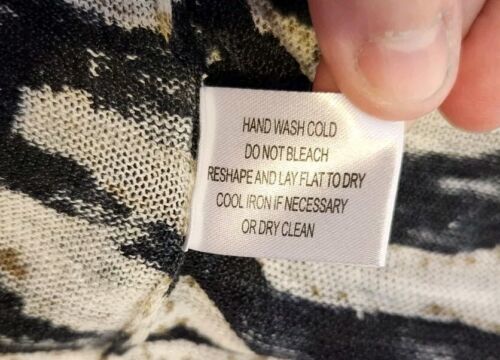 HAND WASH COLD
DO NOT BLEACH
RESHAPE AND LAY FLAT TO DRY
COOL IRON IF NECESSARY
OR DRY CLEAN